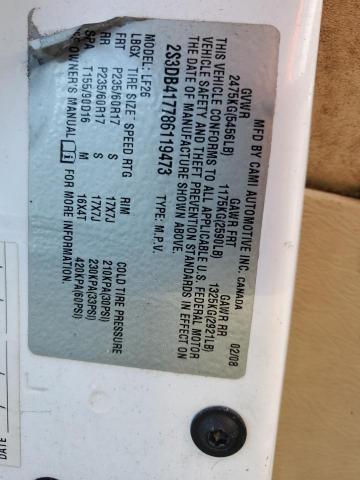 MFD BY CAMI AUTOMOTIVE INC. CANADA
GVWR GAWR FRT GAWR RR 02/08
2475KG(5456LB) 1175KG(2590LB) 1325KG(2921LB)
THIS VEHICLE CONFORMS TO ALL APPLICABLE U.S. FEDERAL MOTOR
VEHICLE SAFETY AND THEFT PREVENTION STANDARDS IN EFFECT ON
THE DATE OF MANUFACTURE SHOWN ABOVE.
2S3DB417786119473 TYPE: M.P.V.
MODEL: LF26
LBGX TIRE SIZE SPEED RTG RIM COLD TIRE PRESSURE
FRT P235/60R17 S 17X7J 210KPA(30PSI)
RR P235/60R17 S 17X7J 230KPA(33PSI)
SPA T155/90D16 M 16X4T 420KPA(60PSI)
OWNER'S MANUAL FOR MORE INFORMATION.
DATE